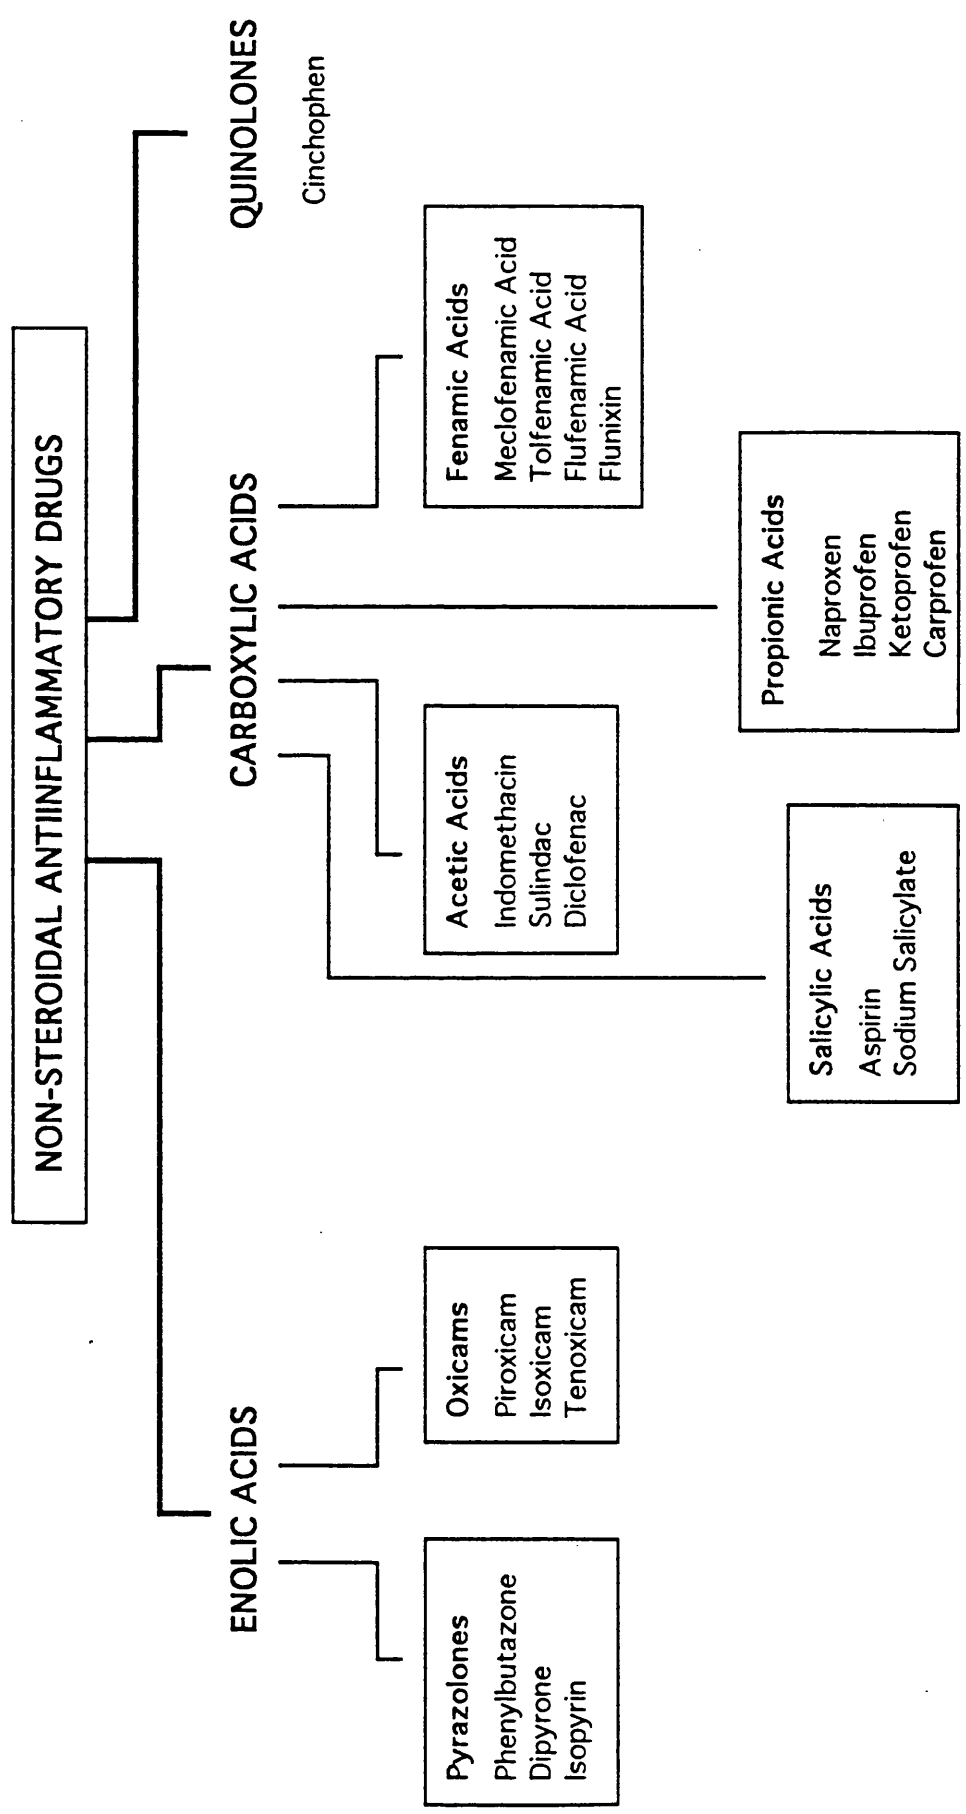 NON-STEROIDAL ANTIINFLAMMATORY DRUGS
ENOLIC ACIDS
CARBOXYLIC ACIDS
QUINOLONES
Cinchophen
Pyrazolones
Phenylbutazone
Dipyrone
Isopyrin
Oxicams
Piroxicam
Isoxicam
Tenoxicam
Acetic Acids
Indomethacin
Sulindac
Diclofenac
Fenamic Acids
Meclofenamic Acid
Tolfenamic Acid
Flufenamic Acid
Flunixin
Salicylic Acids
Aspirin
Sodium Salicylate
Propionic Acids
Naproxen
Ibuprofen
Ketoprofen
Carprofen